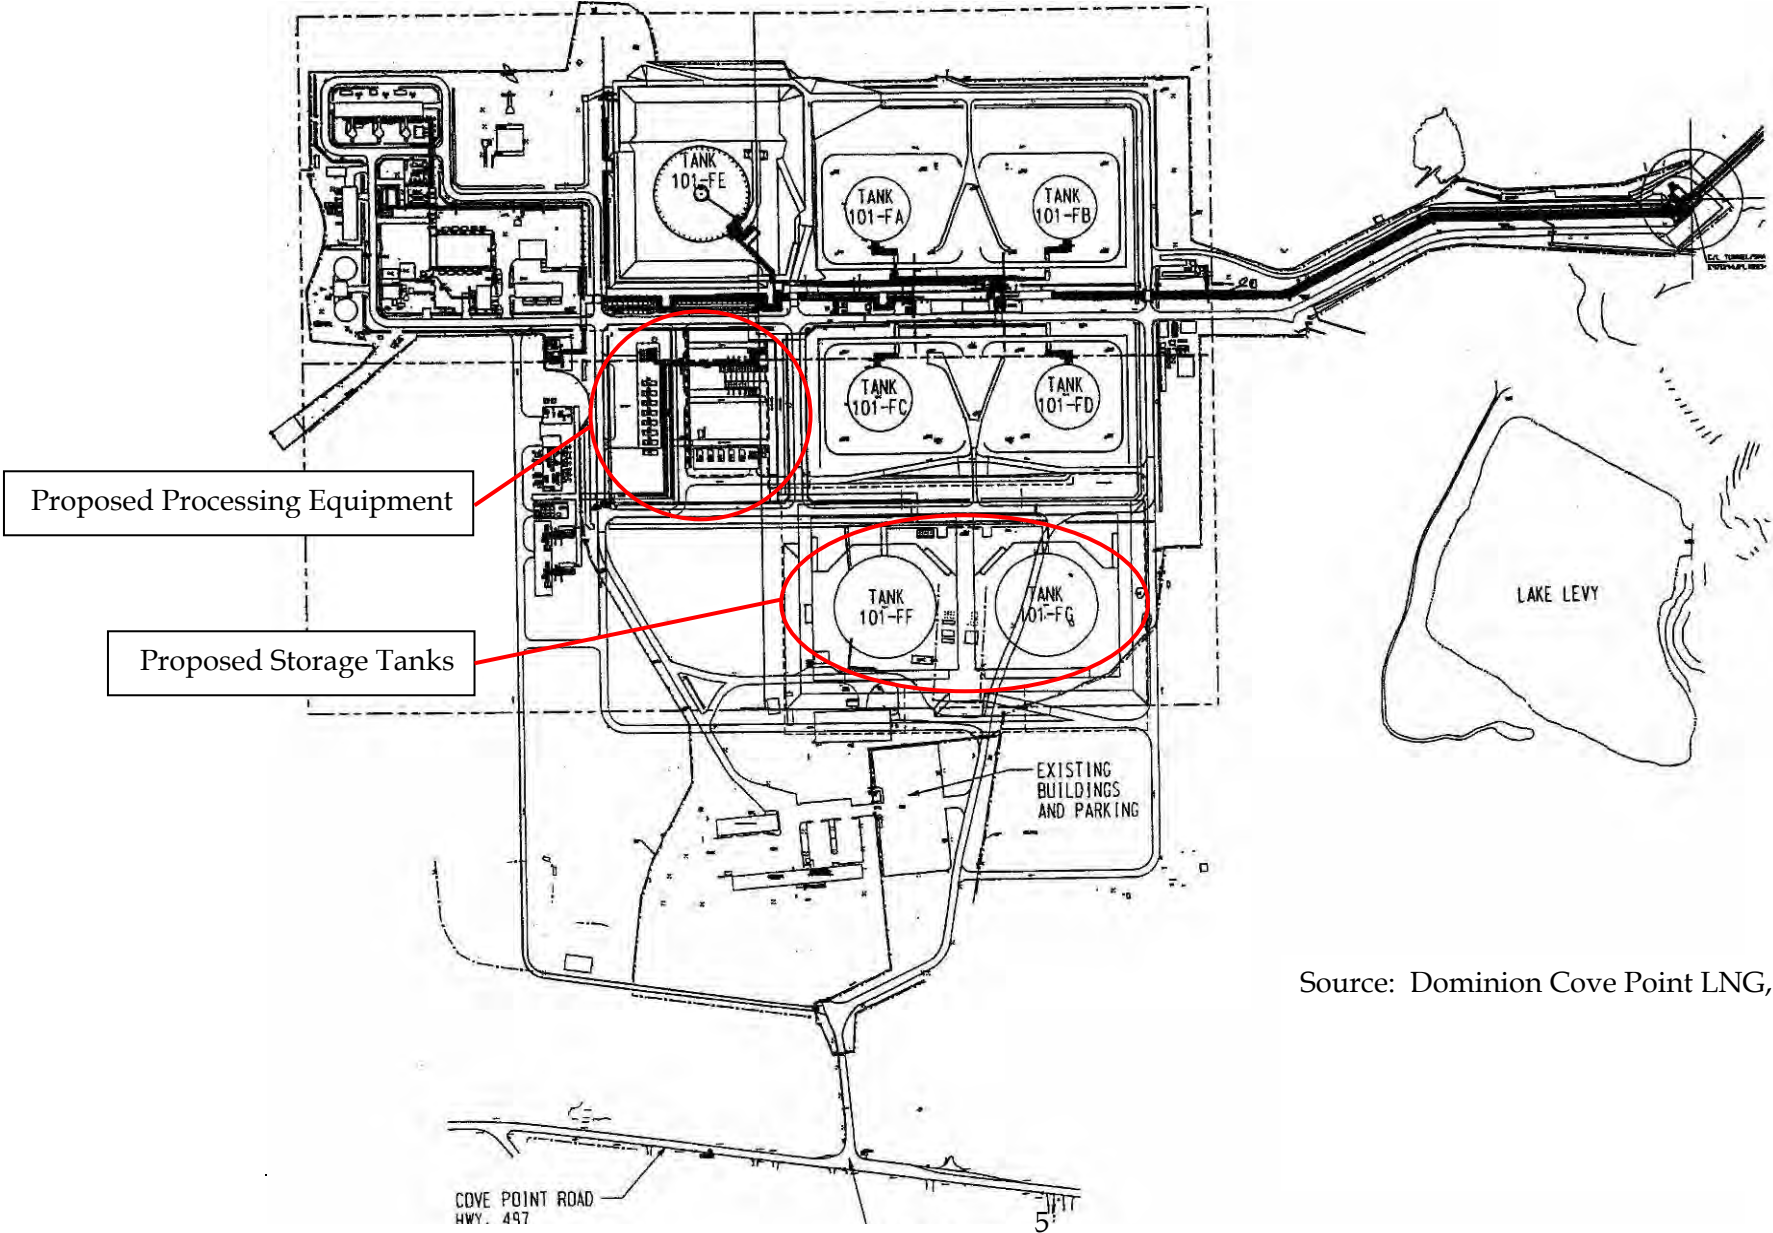 TANK
101-FE
TANK
101-FA
TANK
101-FB
TANK
101-FC
TANK
101-FD
Proposed Processing Equipment
TANK
101-FF
TANK
101-FG
LAKE LEVY
Proposed Storage Tanks
EXISTING
BUILDINGS
AND PARKING
Source: Dominion Cove Point LNG,
COVE POINT ROAD
HWY. 497
5